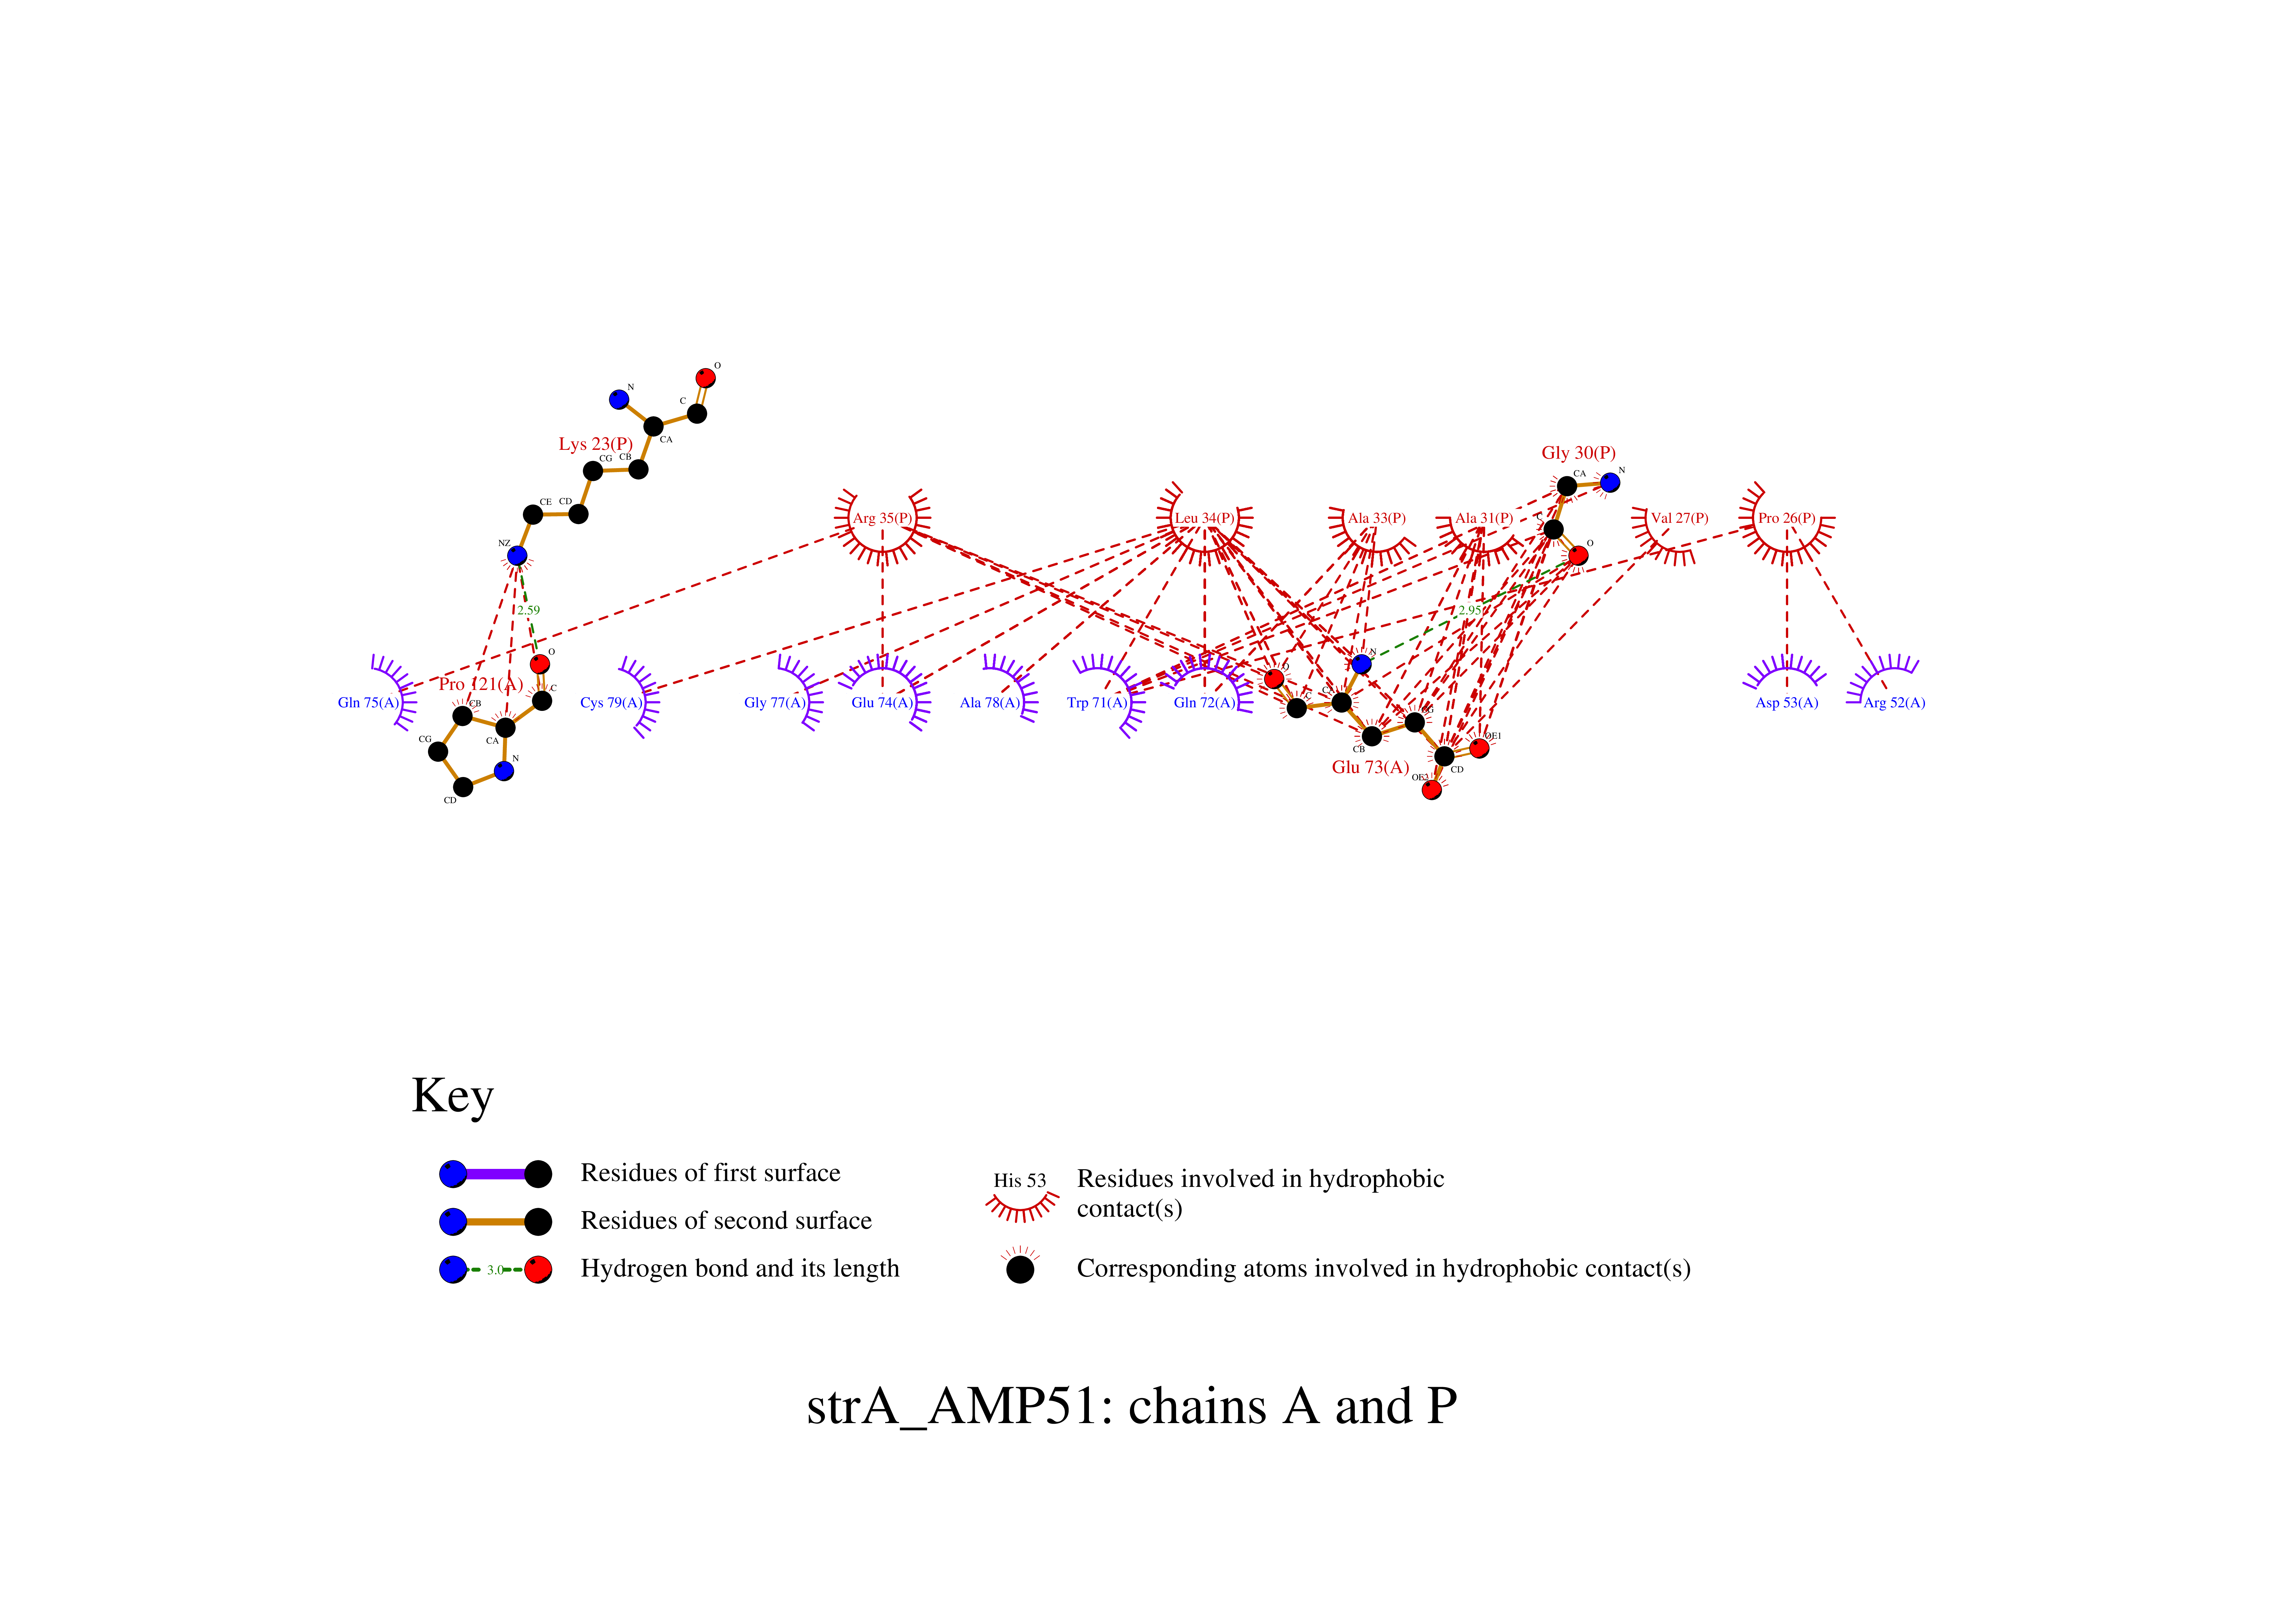 O
N
C
CA
Lys 23(P)
CG
CB
CE
CD
NZ
Gly 30(P)
CA
N
C
O
Arg 35(P)
Leu 34(P)
Ala 33(P)
Ala 31(P)
Val 27(P)
Pro 26(P)
2.59
2.95
O
Pro 121(A)
C
CB
CA
CG
N
CD
Gln 75(A)
Cys 79(A)
Gly 77(A)
Glu 74(A)
Ala 78(A)
Trp 71(A)
Gln 72(A)
O
N
C
CA
CG
CB
OE1
Glu 73(A)
CD
OE2
Asp 53(A)
Arg 52(A)
Key
Residues of first surface
Residues of second surface
3.0
Hydrogen bond and its length
His 53
Residues involved in hydrophobic
contact(s)
Corresponding atoms involved in hydrophobic contact(s)
strA_AMP51: chains A and P